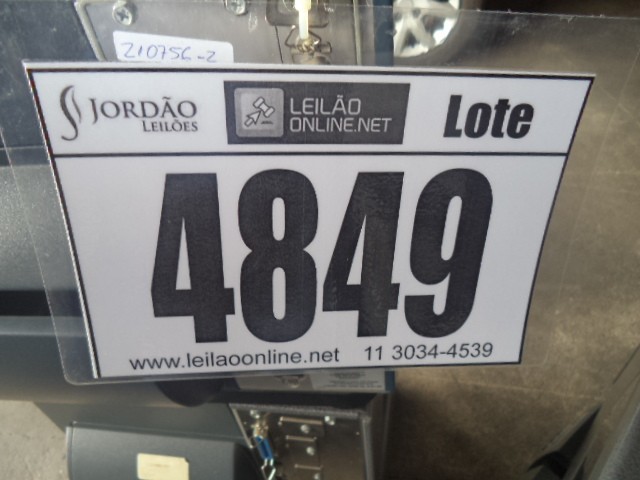 210756-2
JORDÃO
LEILÕES
LEILÃO
ONLINE.NET
Lote
4849
www.leilaoonline.net 11 3034-4539